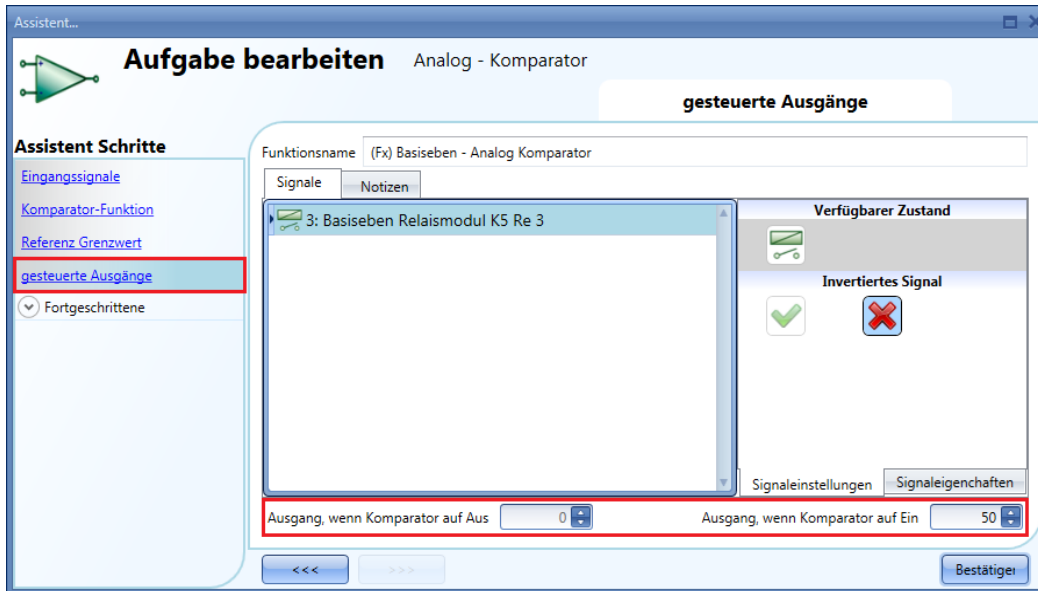 Assistent...
Aufgabe bearbeiten Analog - Komparator
gesteuerte Ausgänge
Assistent Schritte
Eingangssignale
Komparator-Funktion
Referenz Grenzwert
gesteuerte Ausgänge
Fortgeschrittene
Funktionsname (Fx) Basiseben - Analog Komparator
Signale Notizen
3: Basiseben Relaismodul K5 Re 3
Verfügbarer Zustand
Invertiertes Signal
Signaleinstellungen Signaleigenchaften
Ausgang, wenn Komparator auf Aus 0 Ausgang, wenn Komparator auf Ein 50
<<< >>> Bestätiger